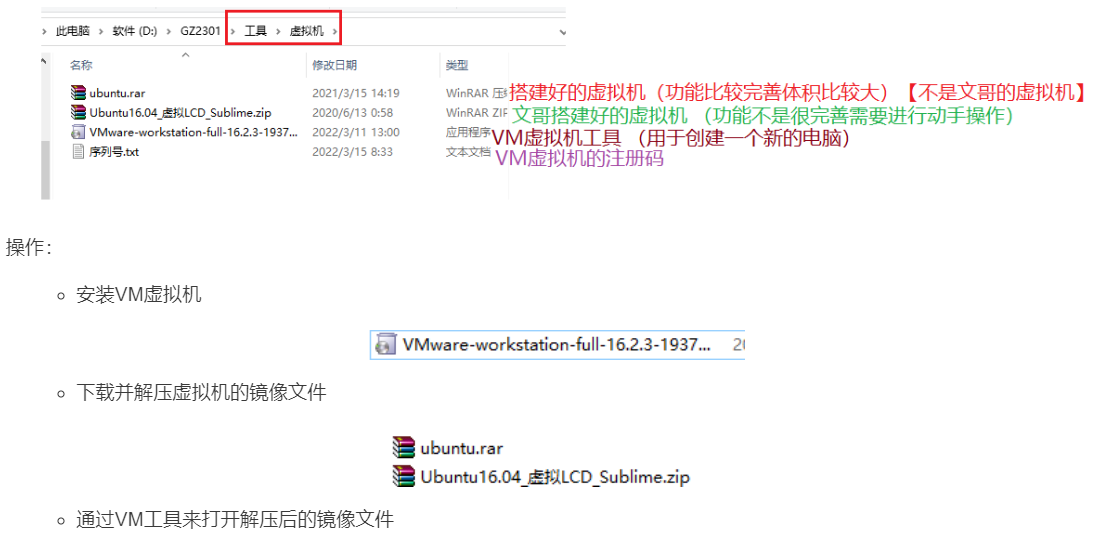 此电脑 › 软件 (D:) › GZ2301 › 工具 › 虚拟机 ›
名称 修改日期 类型
ubuntu.rar 2021/3/15 14:19 WinRAR 压缩 搭建好的虚拟机（功能比较完善体积比较大）【不是文哥的虚拟机】
Ubuntu16.04_虚拟LCD_Sublime.zip 2020/6/13 0:58 WinRAR ZIP 文哥搭建好的虚拟机 （功能不是很完善需要进行动手操作）
VMware-workstation-full-16.2.3-1937... 2022/3/11 13:00 应用程序 VM虚拟机工具 （用于创建一个新的电脑）
序列号.txt 2022/3/15 8:33 文本文档 VM虚拟机的注册码
操作：
安装VM虚拟机
VMware-workstation-full-16.2.3-1937... 20
下载并解压虚拟机的镜像文件
ubuntu.rar
Ubuntu16.04_虚拟LCD_Sublime.zip
通过VM工具来打开解压后的镜像文件